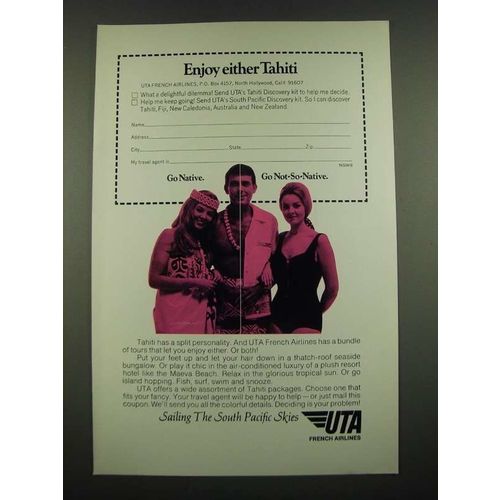 Enjoy either Tahiti
UTA FRENCH AIRLINES, P.O. Box 4157, North Hollywood, Calif. 91607
What a delightful dilemma! Send UTA's Tahiti Discovery kit to help me decide.
Help me keep going! Send UTA's South Pacific Discovery kit. So I can discover
Tahiti, Fiji, New Caledonia, Australia and New Zealand.
Name
Address
City State Zip
My travel agent is
Go Native. Go Not-So-Native.
Tahiti has a split personality. And UTA French Airlines has a bundle
of tours that let you enjoy either. Or both!
Put your feet up and let your hair down in a thatch-roof seaside
bungalow. Or play it chic in the air-conditioned luxury of a plush resort
hotel like the Maeva Beach. Relax in the glorious tropical sun. Or go
island hopping. Fish, surf, swim and snooze.
UTA offers a wide assortment of Tahiti packages. Choose one that
fits your fancy. Your travel agent will be happy to help — or just mail this
coupon. We'll send you all the colorful details. Deciding is your problem!
Sailing The South Pacific Skies UTA
FRENCH AIRLINES